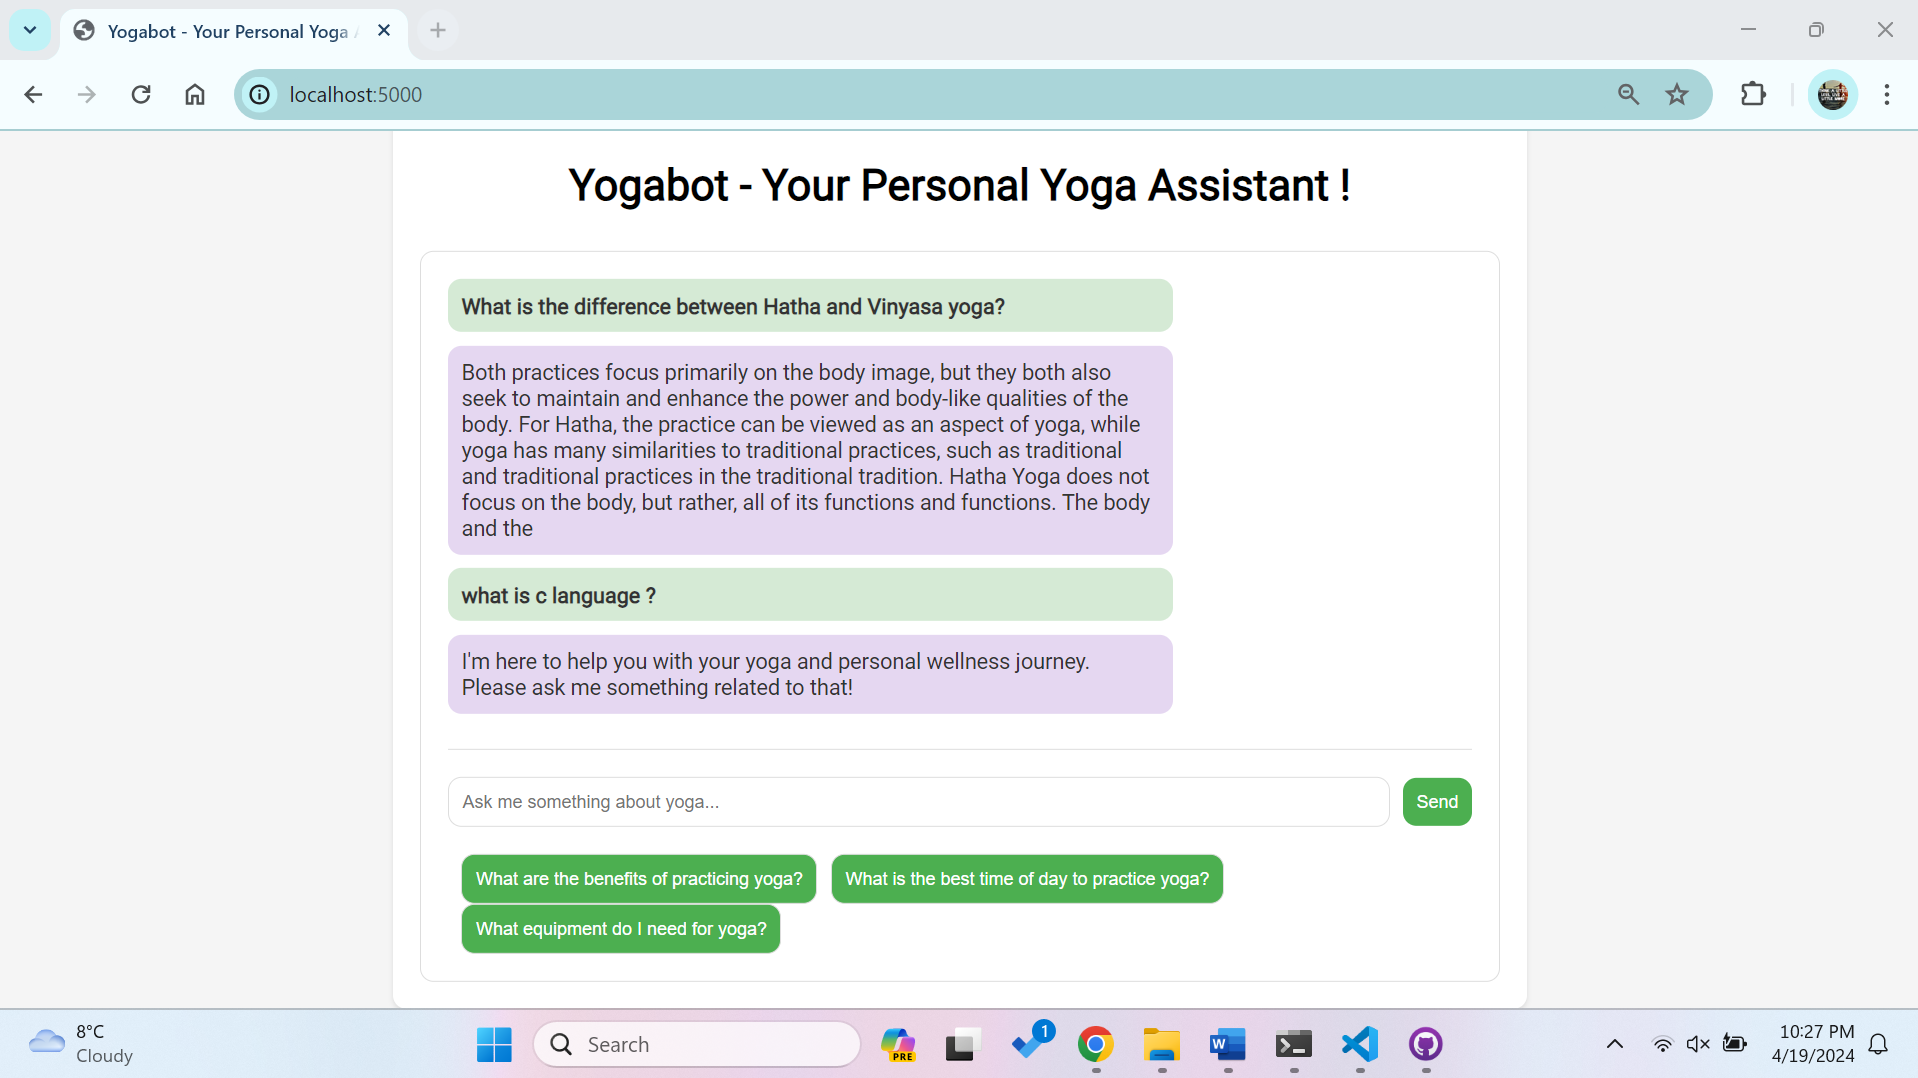 Yogabot - Your Personal Yoga
localhost:5000
Yogabot - Your Personal Yoga Assistant !
What is the difference between Hatha and Vinyasa yoga?
Both practices focus primarily on the body image, but they both also
seek to maintain and enhance the power and body-like qualities of the
body. For Hatha, the practice can be viewed as an aspect of yoga, while
yoga has many similarities to traditional practices, such as traditional
and traditional practices in the traditional tradition. Hatha Yoga does not
focus on the body, but rather, all of its functions and functions. The body
and the
what is c language ?
I'm here to help you with your yoga and personal wellness journey.
Please ask me something related to that!
Ask me something about yoga...
Send
What are the benefits of practicing yoga?
What is the best time of day to practice yoga?
What equipment do I need for yoga?
8°C
Cloudy
Search
PRE
1
W
10:27 PM
4/19/2024